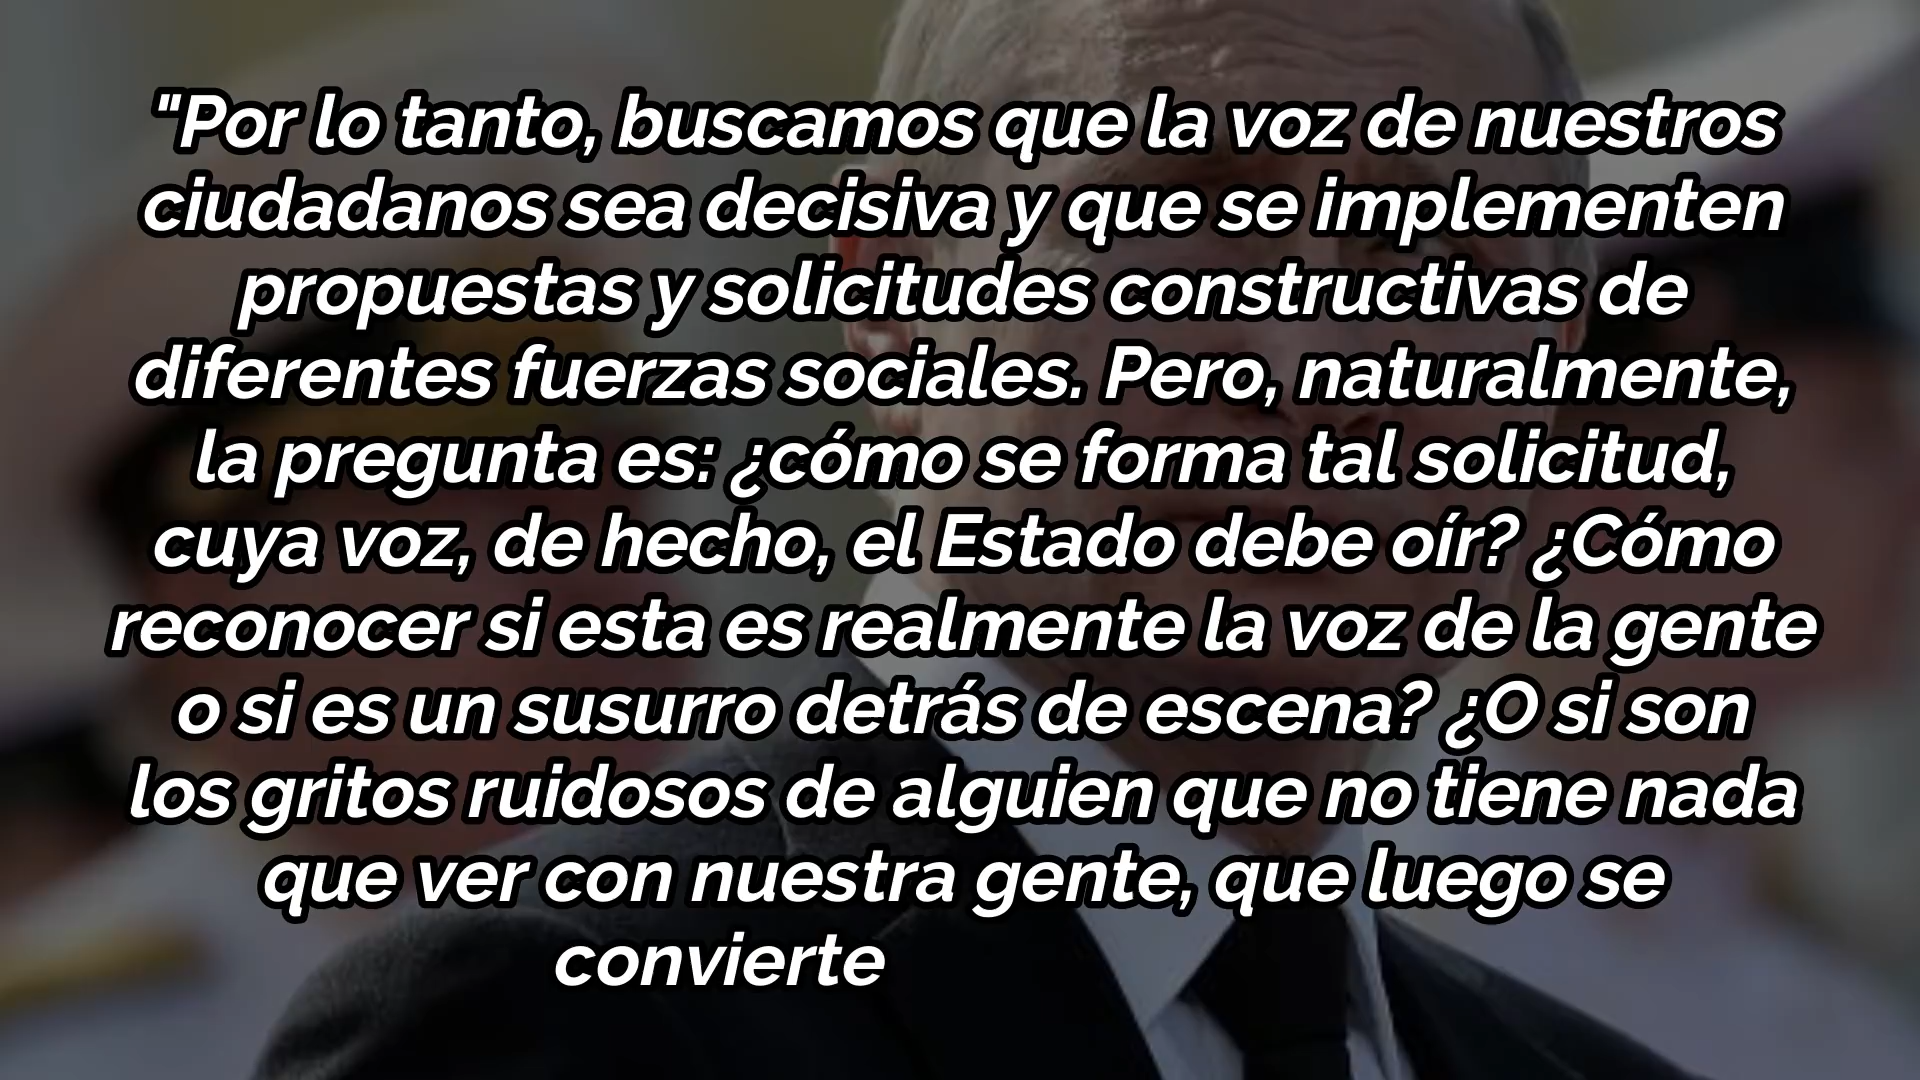 "Por lo tanto, buscamos que la voz de nuestros
ciudadanos sea decisiva y que se implementen
propuestas y solicitudes constructivas de
diferentes fuerzas sociales. Pero, naturalmente,
la pregunta es: ¿cómo se forma tal solicitud,
cuya voz, de hecho, el Estado debe oír? ¿Cómo
reconocer si esta es realmente la voz de la gente
o si es un susurro detrás de escena? ¿O si son
los gritos ruidosos de alguien que no tiene nada
que ver con nuestra gente, que luego se
convierte